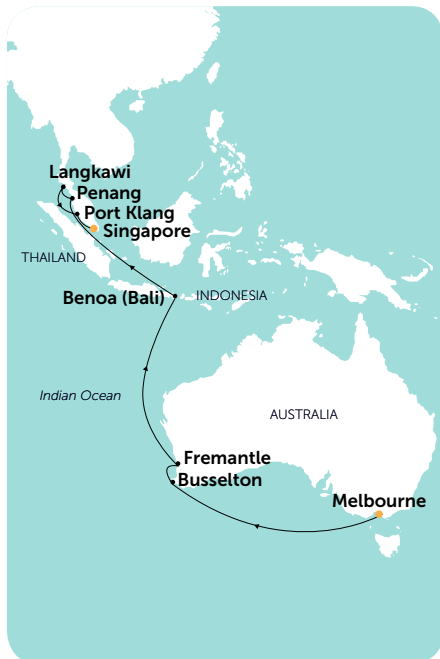 Langkawi
Penang
Port Klang
Singapore
THAILAND
Benoa (Bali)
INDONESIA
Indian Ocean
AUSTRALIA
Fremantle
Busselton
Melbourne